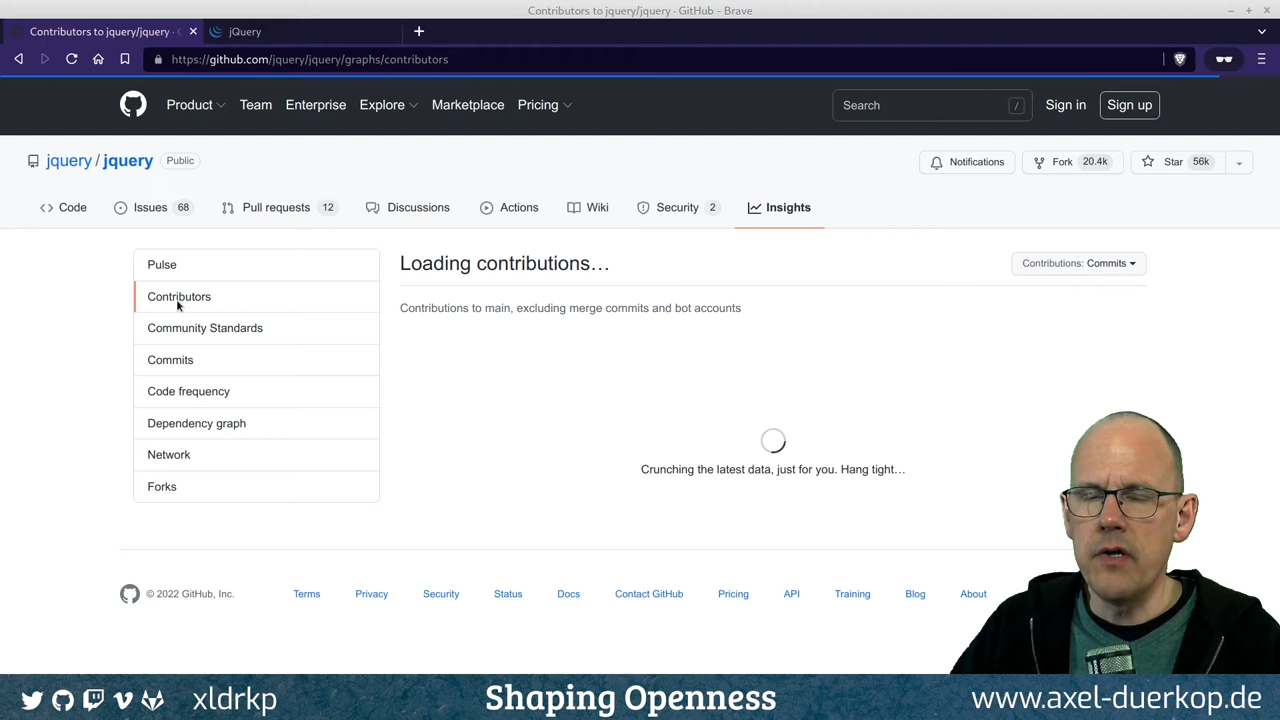 Contributors to jquery/jquery · GitHub - Brave
Contributors to jquery/jquery ·
jQuery
https://github.com/jquery/jquery/graphs/contributors
Product
Team
Enterprise
Explore
Marketplace
Pricing
Search
/
Sign in
Sign up
jquery / jquery
Public
Notifications
Fork 20.4k
Star 56k
Code
Issues 68
Pull requests 12
Discussions
Actions
Wiki
Security 2
Insights
Pulse
Contributors
Community Standards
Commits
Code frequency
Dependency graph
Network
Forks
Loading contributions…
Contributions: Commits
Contributions to main, excluding merge commits and bot accounts
Crunching the latest data, just for you. Hang tight…
© 2022 GitHub, Inc.
Terms
Privacy
Security
Status
Docs
Contact GitHub
Pricing
API
Training
Blog
About
xldrkp
Shaping Openness
www.axel-duerkop.de